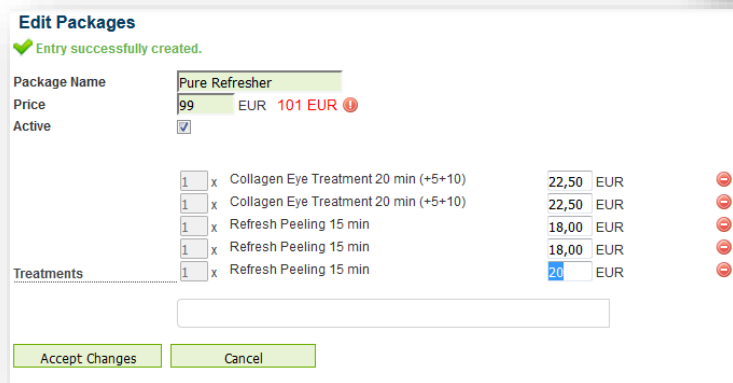 Edit Packages
Entry successfully created.
Package Name Pure Refresher
Price 99 EUR 101 EUR
Active
1 x Collagen Eye Treatment 20 min (+5+10) 22,50 EUR
1 x Collagen Eye Treatment 20 min (+5+10) 22,50 EUR
1 x Refresh Peeling 15 min 18,00 EUR
1 x Refresh Peeling 15 min 18,00 EUR
Treatments 1 x Refresh Peeling 15 min 20 EUR
Accept Changes Cancel